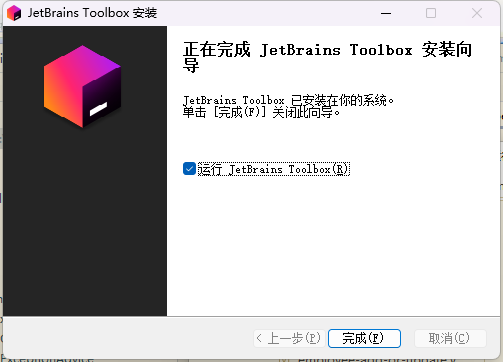 JetBrains Toolbox 安装
正在完成 JetBrains Toolbox 安装向
导
JetBrains Toolbox 已安装在你的系统。
单击 [完成(F)] 关闭此向导。
运行 JetBrains Toolbox(R)
< 上一步(P)
完成(F)
取消(C)